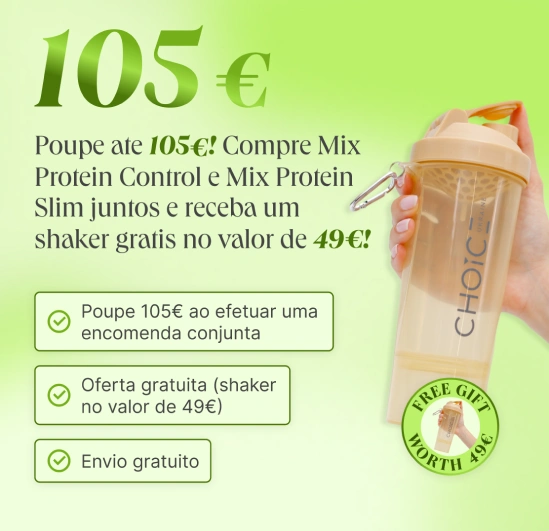 105 €
Poupe ate 105€! Compre Mix
Protein Control e Mix Protein
Slim juntos e receba um
shaker gratis no valor de 49€!
Poupe 105€ ao efetuar uma
encomenda conjunta
Oferta gratuita (shaker
no valor de 49€)
Envio gratuito
CHOICE
FREE GIFT
WORTH 49€